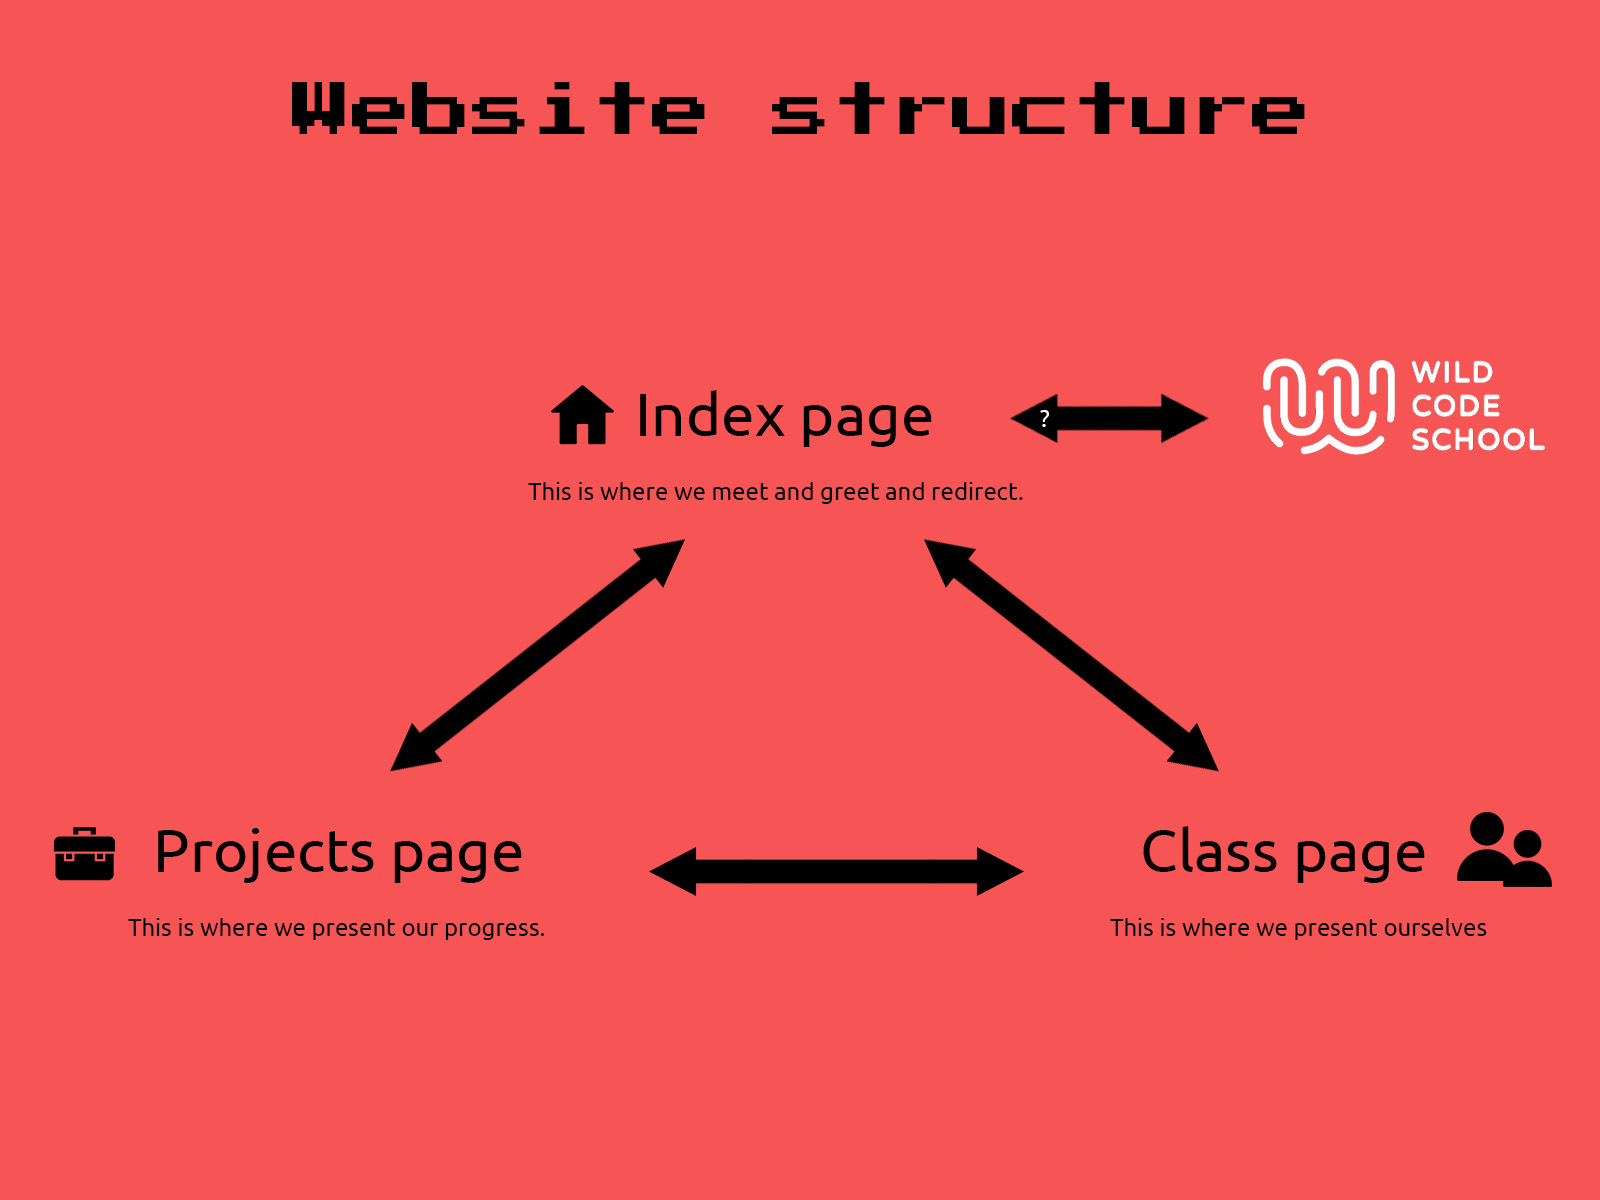 Website structure
Index page
?
WILD
CODE
SCHOOL
This is where we meet and greet and redirect.
Projects page
Class page
This is where we present our progress.
This is where we present ourselves